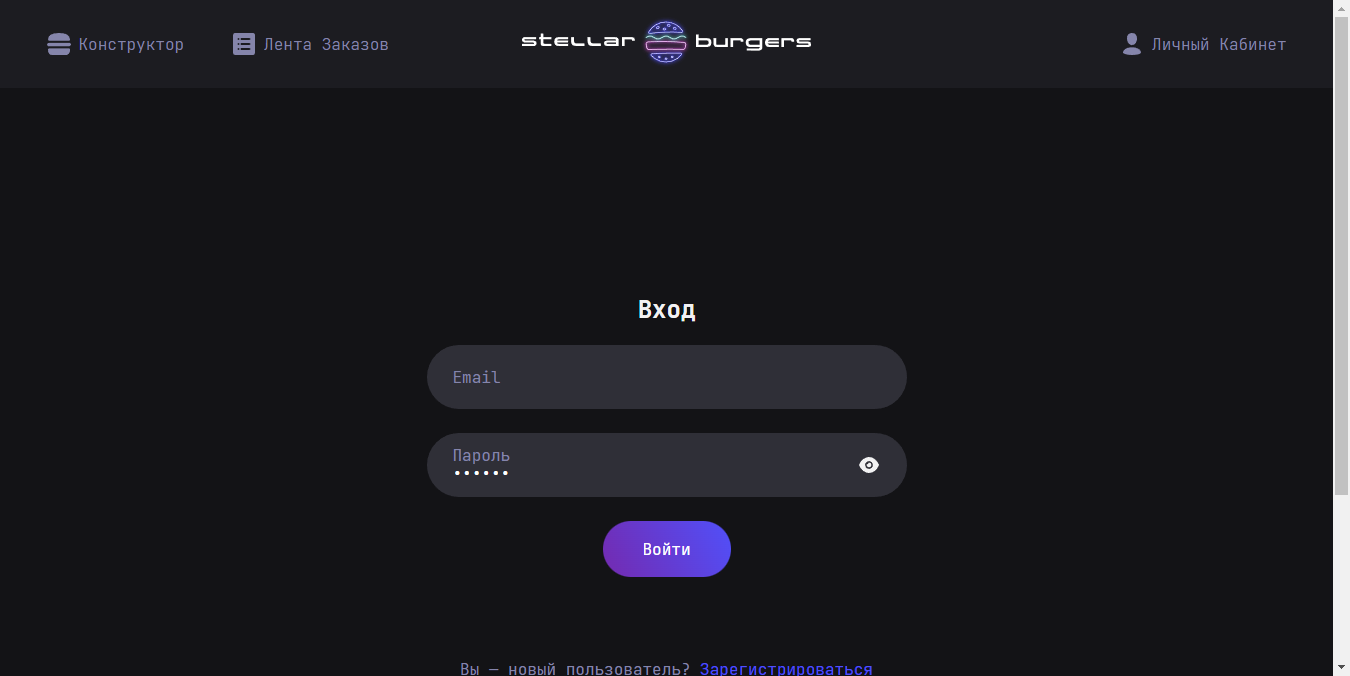 Конструктор
Лента Заказов
stellar burgers
Личный Кабинет
Вход
Email
Пароль
••••••
Войти
Вы — новый пользователь? Зарегистрироваться